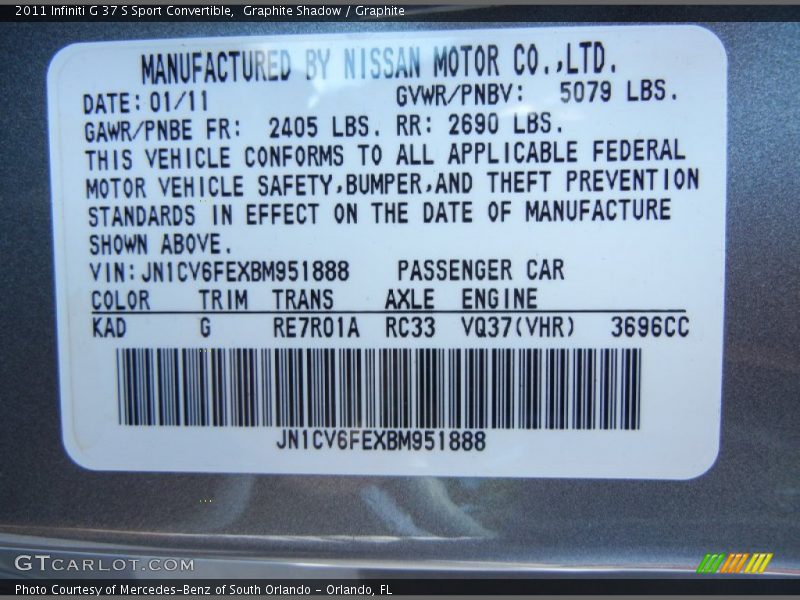 2011 Infiniti G 37 S Sport Convertible,  Graphite Shadow / Graphite
MANUFACTURED BY NISSAN MOTOR CO.,LTD.
DATE: 01/11 GVWR/PNBV: 5079 LBS.
GAWR/PNBE FR: 2405 LBS. RR: 2690 LBS.
THIS VEHICLE CONFORMS TO ALL APPLICABLE FEDERAL
MOTOR VEHICLE SAFETY,BUMPER,AND THEFT PREVENTION
STANDARDS IN EFFECT ON THE DATE OF MANUFACTURE
SHOWN ABOVE.
VIN: JN1CV6FEXBM951888 PASSENGER CAR
COLOR TRIM TRANS AXLE ENGINE
KAD G RE7R01A RC33 VQ37(VHR) 3696CC
JN1CV6FEXBM951888
GTCARLOT.COM
Photo Courtesy of Mercedes-Benz of South Orlando - Orlando, FL